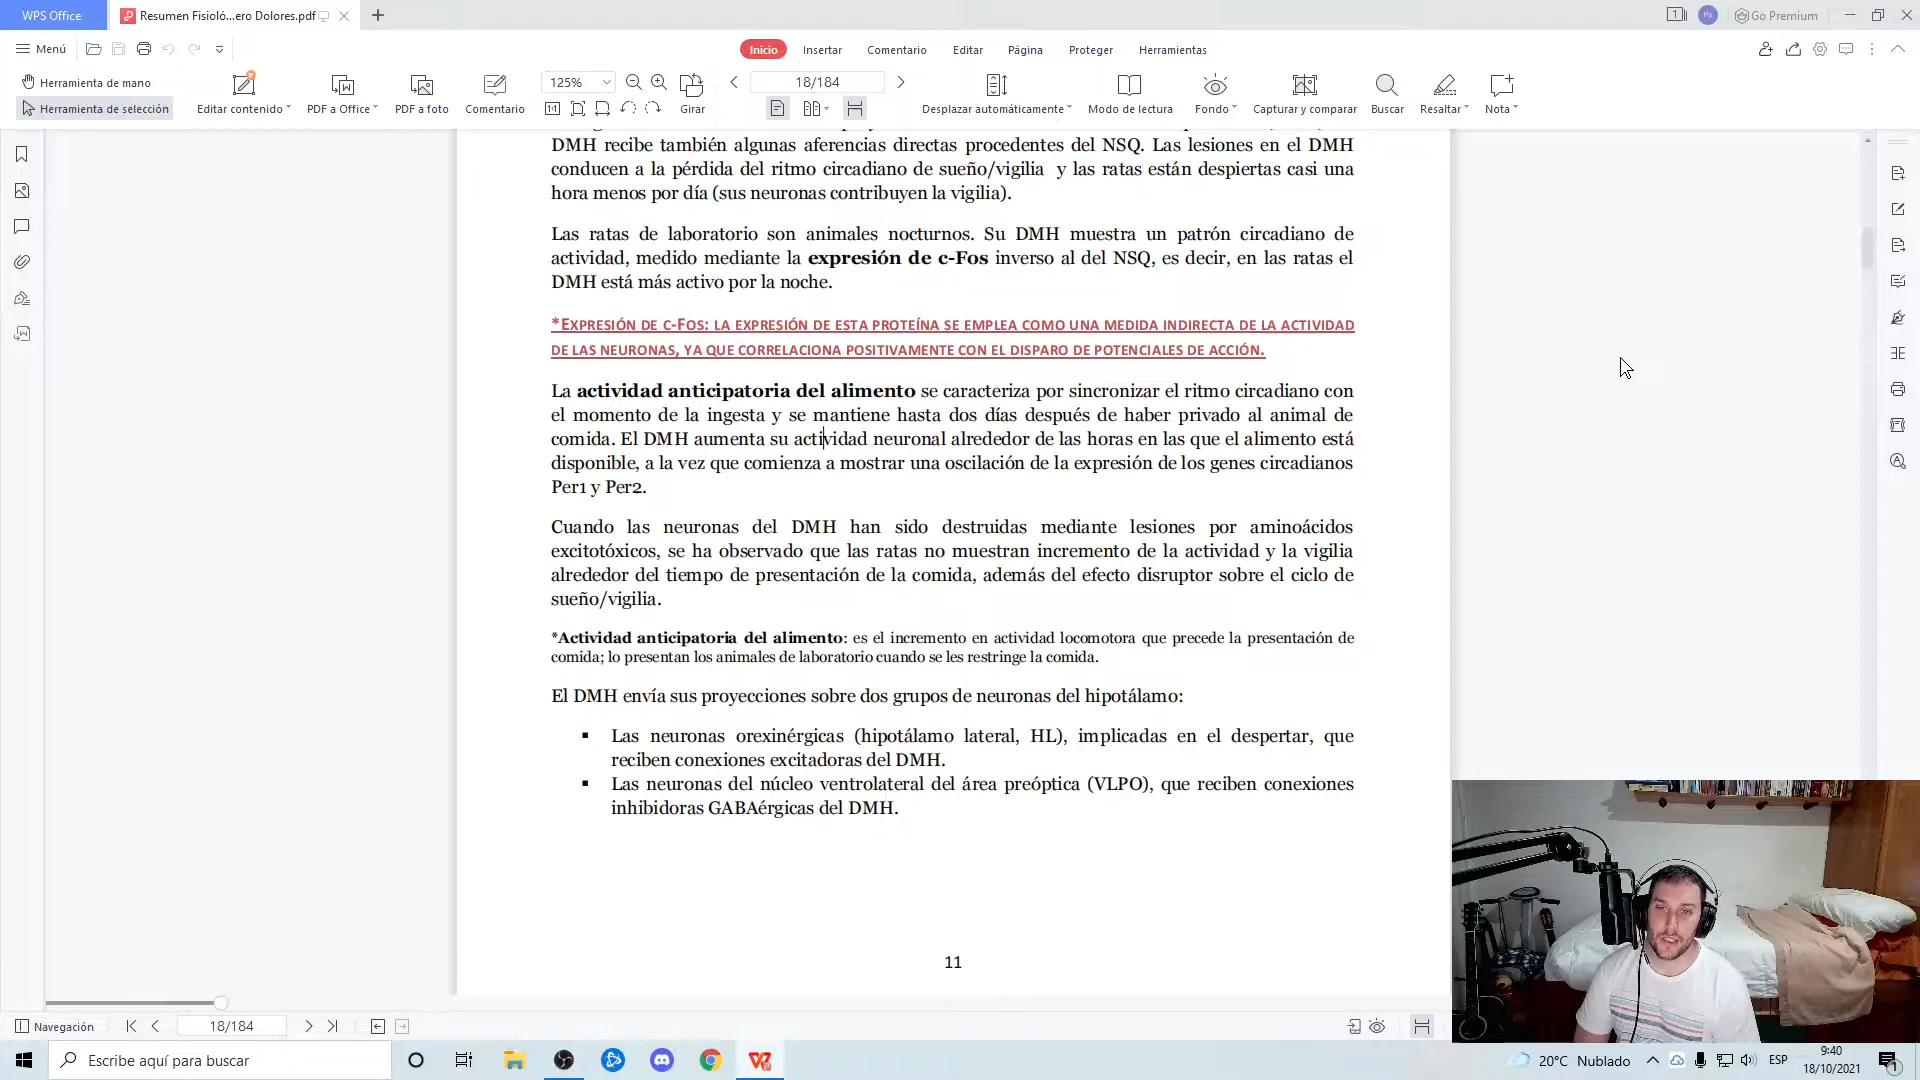 WPS Office
Resumen Fisioló...ero Dolores.pdf
1
Ps
Go Premium
Menú
Inicio
Insertar
Comentario
Editar
Página
Proteger
Herramientas
Herramienta de mano
Herramienta de selección
Editar contenido
PDF a Office
PDF a foto
Comentario
125%
Girar
18/184
Desplazar automáticamente
Modo de lectura
Fondo
Capturar y comparar
Buscar
Resaltar
Nota
DMH recibe también algunas aferencias directas procedentes del NSQ. Las lesiones en el DMH
conducen a la pérdida del ritmo circadiano de sueño/vigilia y las ratas están despiertas casi una
hora menos por día (sus neuronas contribuyen la vigilia).
Las ratas de laboratorio son animales nocturnos. Su DMH muestra un patrón circadiano de
actividad, medido mediante la expresión de c-Fos inverso al del NSQ, es decir, en las ratas el
DMH está más activo por la noche.
*EXPRESIÓN DE C-FOS: LA EXPRESIÓN DE ESTA PROTEÍNA SE EMPLEA COMO UNA MEDIDA INDIRECTA DE LA ACTIVIDAD
DE LAS NEURONAS, YA QUE CORRELACIONA POSITIVAMENTE CON EL DISPARO DE POTENCIALES DE ACCIÓN.
La actividad anticipatoria del alimento se caracteriza por sincronizar el ritmo circadiano con
el momento de la ingesta y se mantiene hasta dos días después de haber privado al animal de
comida. El DMH aumenta su actividad neuronal alrededor de las horas en las que el alimento está
disponible, a la vez que comienza a mostrar una oscilación de la expresión de los genes circadianos
Per1 y Per2.
Cuando las neuronas del DMH han sido destruidas mediante lesiones por aminoácidos
excitotóxicos, se ha observado que las ratas no muestran incremento de la actividad y la vigilia
alrededor del tiempo de presentación de la comida, además del efecto disruptor sobre el ciclo de
sueño/vigilia.
*Actividad anticipatoria del alimento: es el incremento en actividad locomotora que precede la presentación de
comida; lo presentan los animales de laboratorio cuando se les restringe la comida.
El DMH envía sus proyecciones sobre dos grupos de neuronas del hipotálamo:
▪ Las neuronas orexinérgicas (hipotálamo lateral, HL), implicadas en el despertar, que
reciben conexiones excitadoras del DMH.
▪ Las neuronas del núcleo ventrolateral del área preóptica (VLPO), que reciben conexiones
inhibidoras GABAérgicas del DMH.
11
Navegación
18/184
Escribe aquí para buscar
20°C Nublado
ESP
9:40
18/10/2021
1